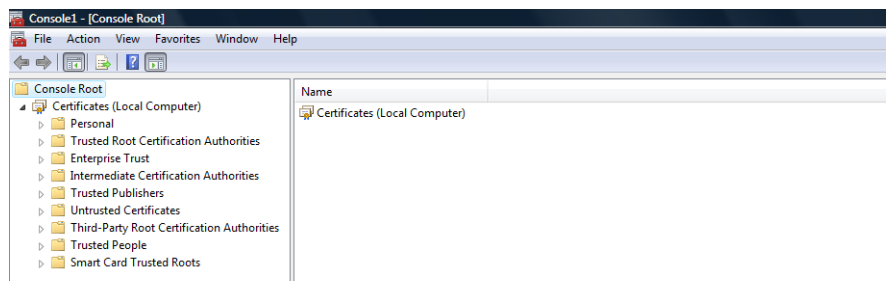 Console1 - [Console Root]
File Action View Favorites Window Help
Console Root
Certificates (Local Computer)
Personal
Trusted Root Certification Authorities
Enterprise Trust
Intermediate Certification Authorities
Trusted Publishers
Untrusted Certificates
Third-Party Root Certification Authorities
Trusted People
Smart Card Trusted Roots
Name
Certificates (Local Computer)